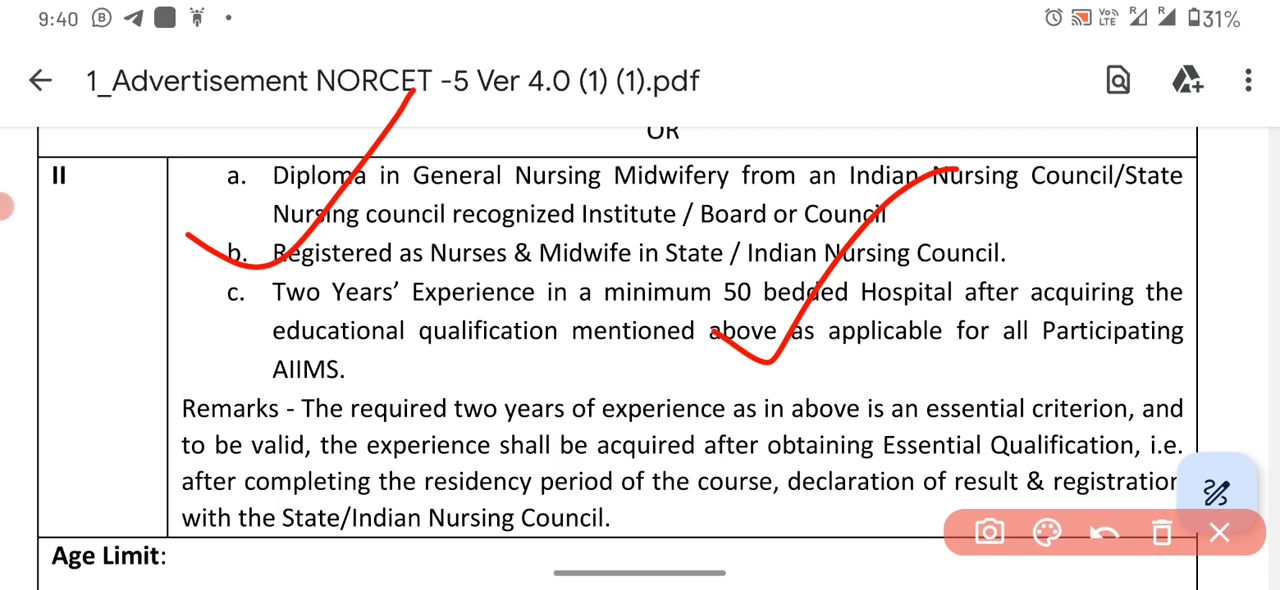 9:40 31%
1_Advertisement NORCET -5 Ver 4.0 (1) (1).pdf
OR
II
a. Diploma in General Nursing Midwifery from an Indian Nursing Council/State
Nursing council recognized Institute / Board or Council
b. Registered as Nurses & Midwife in State / Indian Nursing Council.
c. Two Years’ Experience in a minimum 50 bedded Hospital after acquiring the
educational qualification mentioned above as applicable for all Participating
AIIMS.
Remarks - The required two years of experience as in above is an essential criterion, and
to be valid, the experience shall be acquired after obtaining Essential Qualification, i.e.
after completing the residency period of the course, declaration of result & registration
with the State/Indian Nursing Council.
Age Limit: